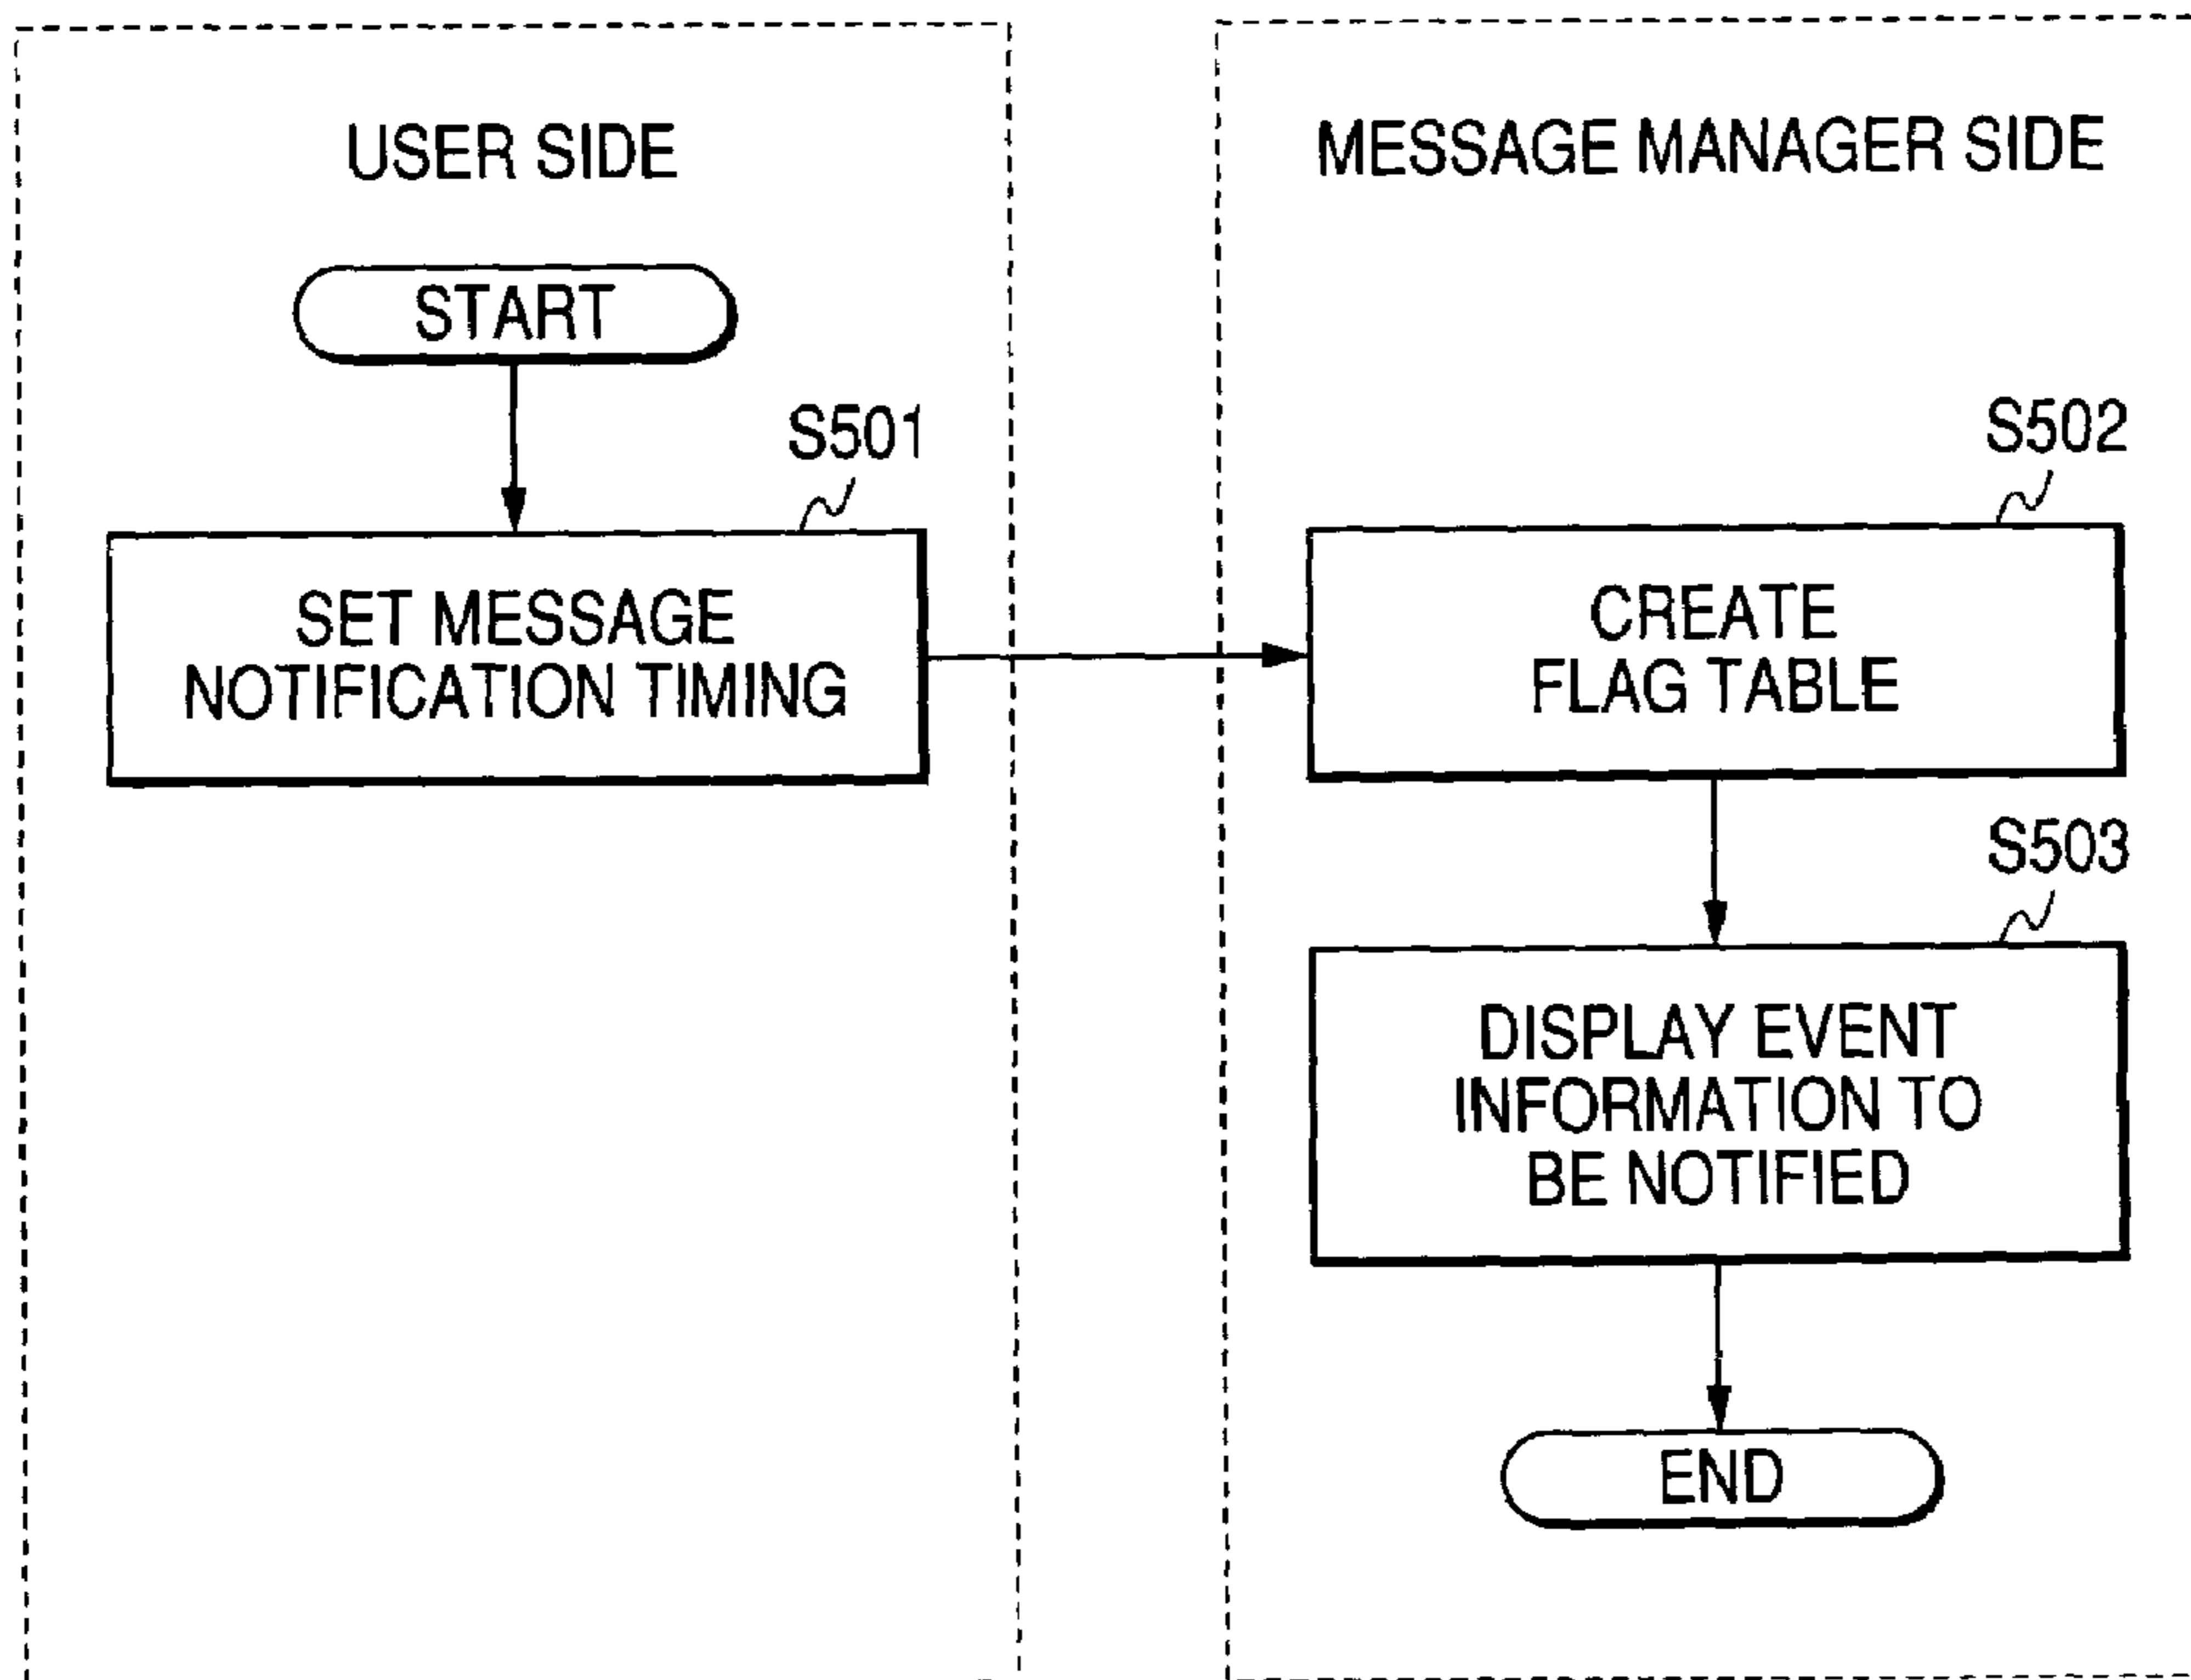 USER SIDE
START
S501
SET MESSAGE
NOTIFICATION TIMING
MESSAGE MANAGER SIDE
S502
CREATE
FLAG TABLE
S503
DISPLAY EVENT
INFORMATION TO
BE NOTIFIED
END